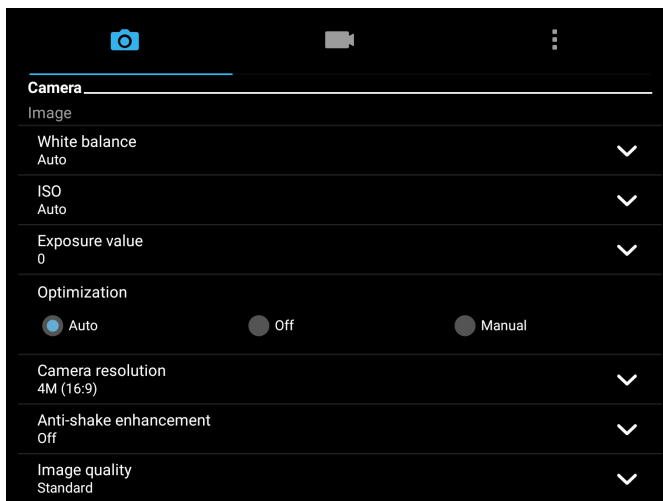 Camera
Image
White balance
Auto
ISO
Auto
Exposure value
0
Optimization
Auto Off Manual
Camera resolution
4M (16:9)
Anti-shake enhancement
Off
Image quality
Standard